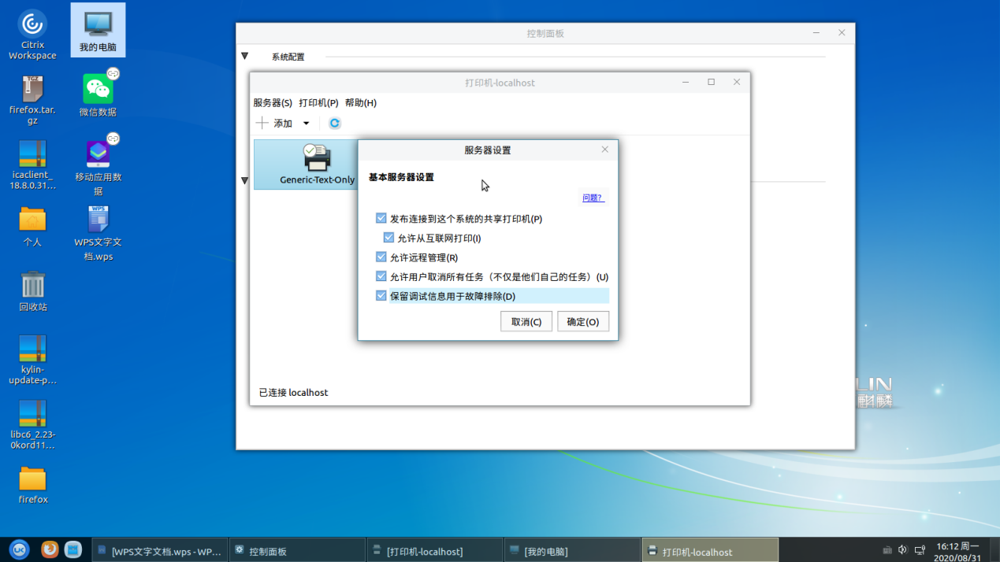 Citrix
Workspace
我的电脑
firefox.tar.
gz
TGZ
微信数据
icaclient_
18.8.0.31...
移动应用数
据
个人
WPS
WPS文字文
档.wps
回收站
kylin-
update-p...
libc6_2.23-
0kord11...
firefox
控制面板
系统配置
打印机-localhost
服务器(S) 打印机(P) 帮助(H)
添加
Generic-Text-Only
服务器设置
基本服务器设置
问题?
发布连接到这个系统的共享打印机(P)
允许从互联网打印(I)
允许远程管理(R)
允许用户取消所有任务（不仅是他们自己的任务）(U)
保留调试信息用于故障排除(D)
取消(C) 确定(O)
已连接 localhost
LIN
麒麟
UK
[WPS文字文档.wps - WP...
控制面板
[打印机-localhost]
[我的电脑]
打印机-localhost
16:12 周一
2020/08/31